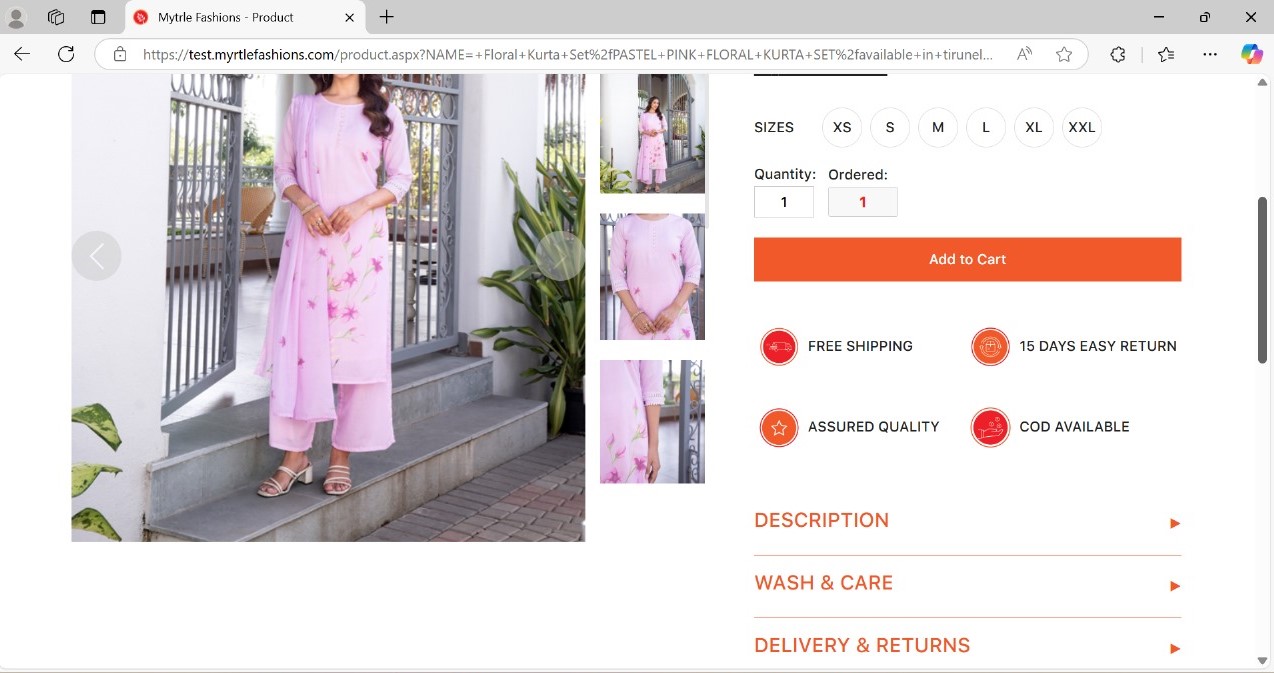 Mytrle Fashions - Product
https://test.myrtlefashions.com/product.aspx?NAME=+Floral+Kurta+Set%2fPASTEL+PINK+FLORAL+KURTA+SET%2favailable+in+tirunel...
SIZES XS S M L XL XXL
Quantity: Ordered:
1 1
Add to Cart
FREE SHIPPING 15 DAYS EASY RETURN
ASSURED QUALITY COD AVAILABLE
DESCRIPTION
WASH & CARE
DELIVERY & RETURNS